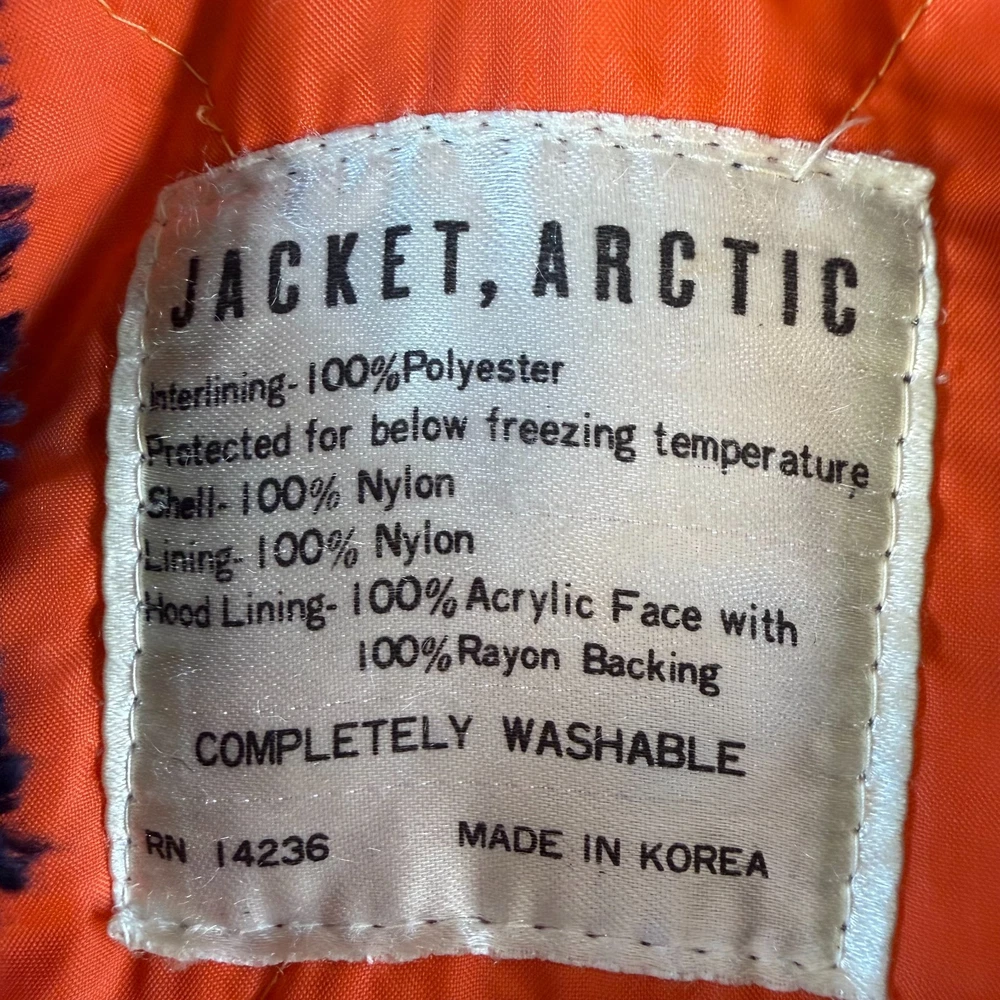 JACKET, ARCTIC
Interlining- 100% Polyester
Protected for below freezing temperature
Shell- 100% Nylon
Lining- 100% Nylon
Hood Lining- 100% Acrylic Face with
100% Rayon Backing
COMPLETELY WASHABLE
RN 14236 MADE IN KOREA